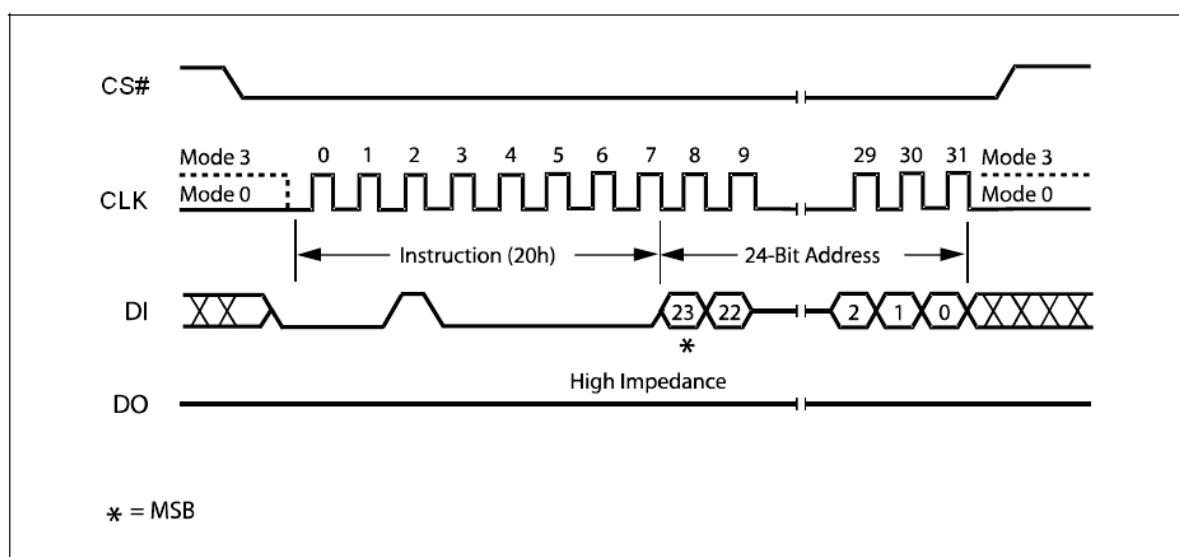 CS#
Mode 3 0 1 2 3 4 5 6 7 8 9 29 30 31 Mode 3
CLK Mode 0 Mode 0
Instruction (20h) 24-Bit Address
DI 23 22 2 1 0
*
High Impedance
DO
* = MSB